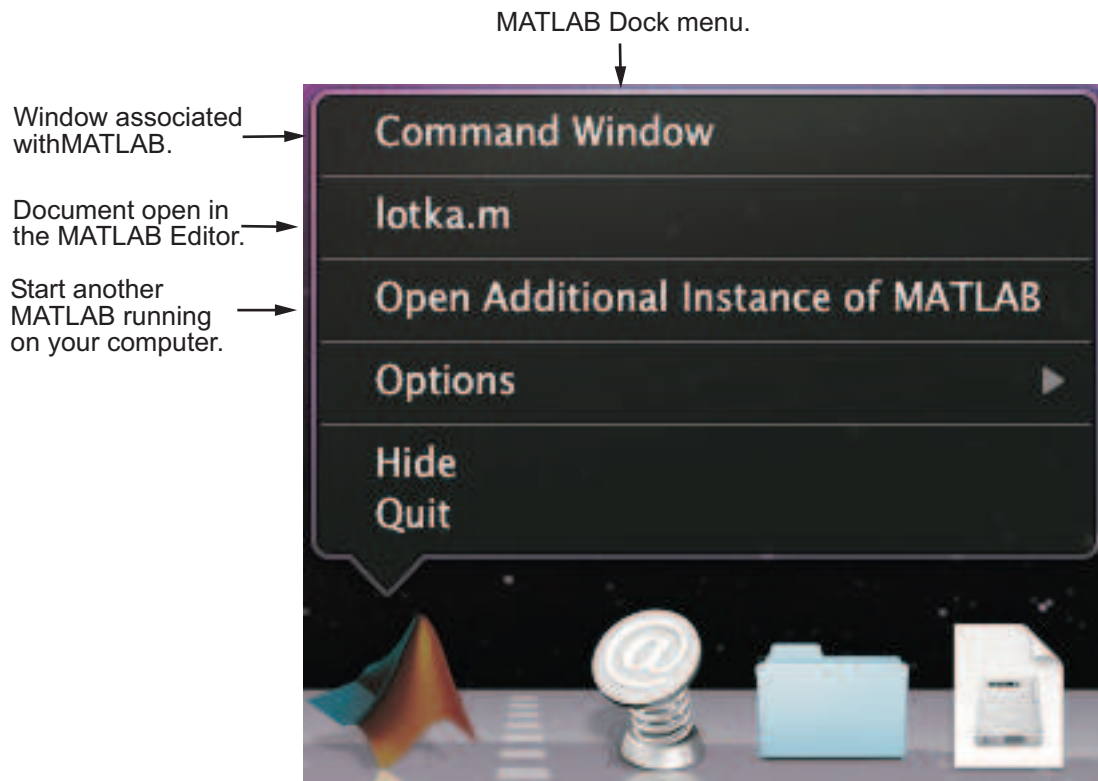 MATLAB Dock menu.
Window associated
withMATLAB.
Command Window
Document open in
the MATLAB Editor.
lotka.m
Start another
MATLAB running
on your computer.
Open Additional Instance of MATLAB
Options
Hide
Quit
@